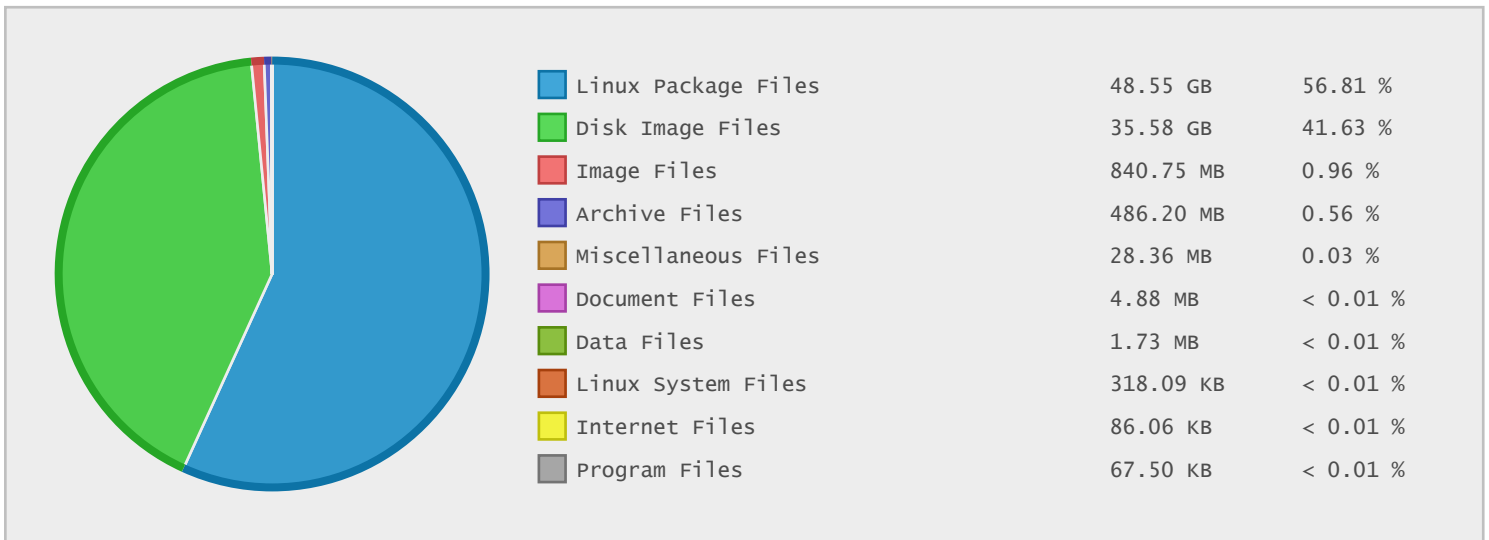 Linux Package Files 48.55 GB 56.81 %
Disk Image Files 35.58 GB 41.63 %
Image Files 840.75 MB 0.96 %
Archive Files 486.20 MB 0.56 %
Miscellaneous Files 28.36 MB 0.03 %
Document Files 4.88 MB < 0.01 %
Data Files 1.73 MB < 0.01 %
Linux System Files 318.09 KB < 0.01 %
Internet Files 86.06 KB < 0.01 %
Program Files 67.50 KB < 0.01 %